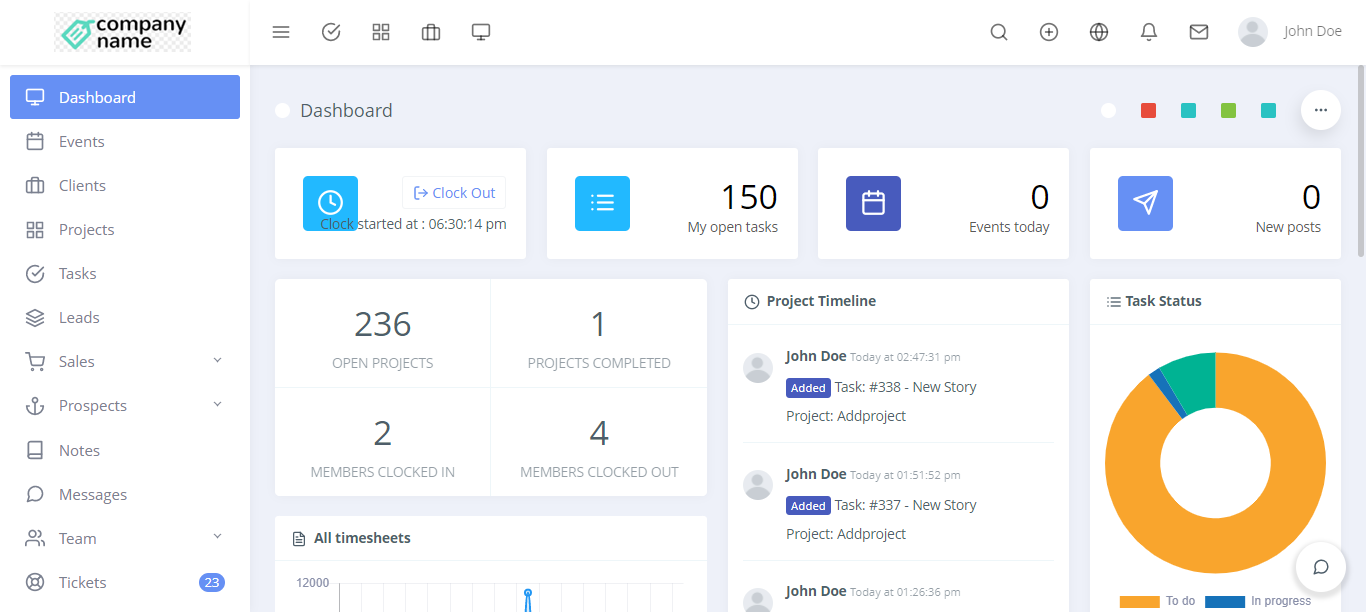 company
name
John Doe
Dashboard
Events
Clients
Projects
Tasks
Leads
Sales
Prospects
Notes
Messages
Team
Tickets 23
Dashboard
Clock Out
Clock started at : 06:30:14 pm
150
My open tasks
0
Events today
0
New posts
236
OPEN PROJECTS
1
PROJECTS COMPLETED
2
MEMBERS CLOCKED IN
4
MEMBERS CLOCKED OUT
All timesheets
12000
Project Timeline
John Doe Today at 02:47:31 pm
Added Task: #338 - New Story
Project: Addproject
John Doe Today at 01:51:52 pm
Added Task: #337 - New Story
Project: Addproject
John Doe Today at 01:26:36 pm
Task Status
To do In progress